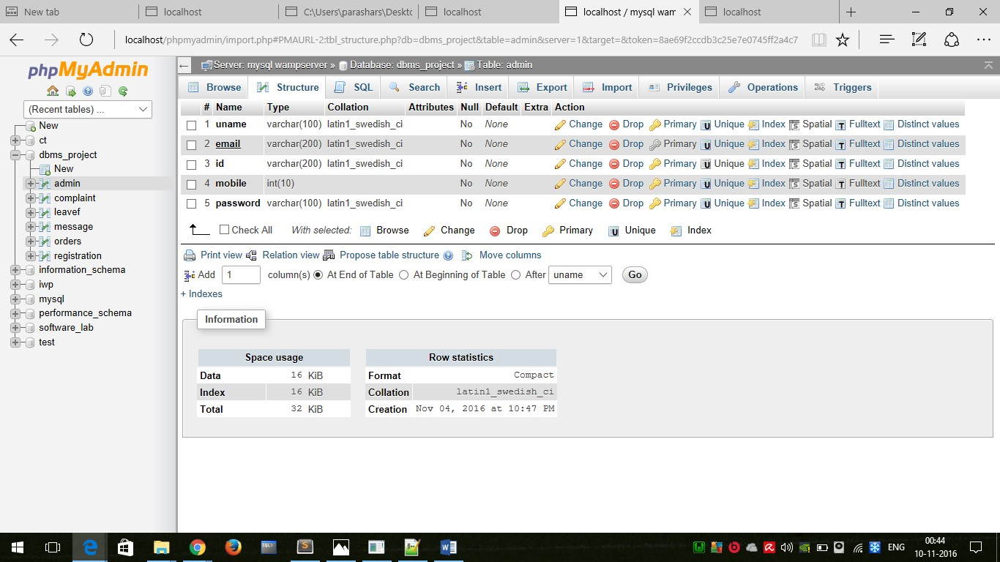 New tab localhost C:\Users\parashars\Deskto localhost localhost / mysql wam localhost
localhost/phpmyadmin/import.php#PMAURL-2:tbl_structure.php?db=dbms_project&table=admin&server=1&target=&token=8ae69f2ccdb3c25e7e0745ff2a4c7
phpMyAdmin
(Recent tables) ...
New
ct
dbms_project
New
admin
complaint
leavef
message
orders
registration
information_schema
iwp
mysql
performance_schema
software_lab
test
Server: mysql wampserver » Database: dbms_project » Table: admin
Browse Structure SQL Search Insert Export Import Privileges Operations Triggers
# Name Type Collation Attributes Null Default Extra Action
1 uname varchar(100) latin1_swedish_ci No None Change Drop Primary Unique Index Spatial Fulltext Distinct values
2 email varchar(200) latin1_swedish_ci No None Change Drop Primary Unique Index Spatial Fulltext Distinct values
3 id varchar(200) latin1_swedish_ci No None Change Drop Primary Unique Index Spatial Fulltext Distinct values
4 mobile int(10) No None Change Drop Primary Unique Index Spatial Fulltext Distinct values
5 password varchar(100) latin1_swedish_ci No None Change Drop Primary Unique Index Spatial Fulltext Distinct values
Check All With selected: Browse Change Drop Primary Unique Index
Print view Relation view Propose table structure Move columns
Add 1 column(s) At End of Table At Beginning of Table After uname Go
+ Indexes
Information
Space usage
Data 16 KiB
Index 16 KiB
Total 32 KiB
Row statistics
Format Compact
Collation latin1_swedish_ci
Creation Nov 04, 2016 at 10:47 PM
ENG
00:44
10-11-2016